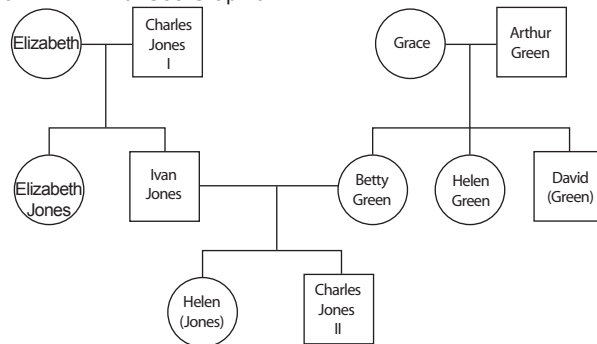 Elizabeth
Charles
Jones
I
Grace
Arthur
Green
Elizabeth
Jones
Ivan
Jones
Betty
Green
Helen
Green
David
(Green)
Helen
(Jones)
Charles
Jones
II